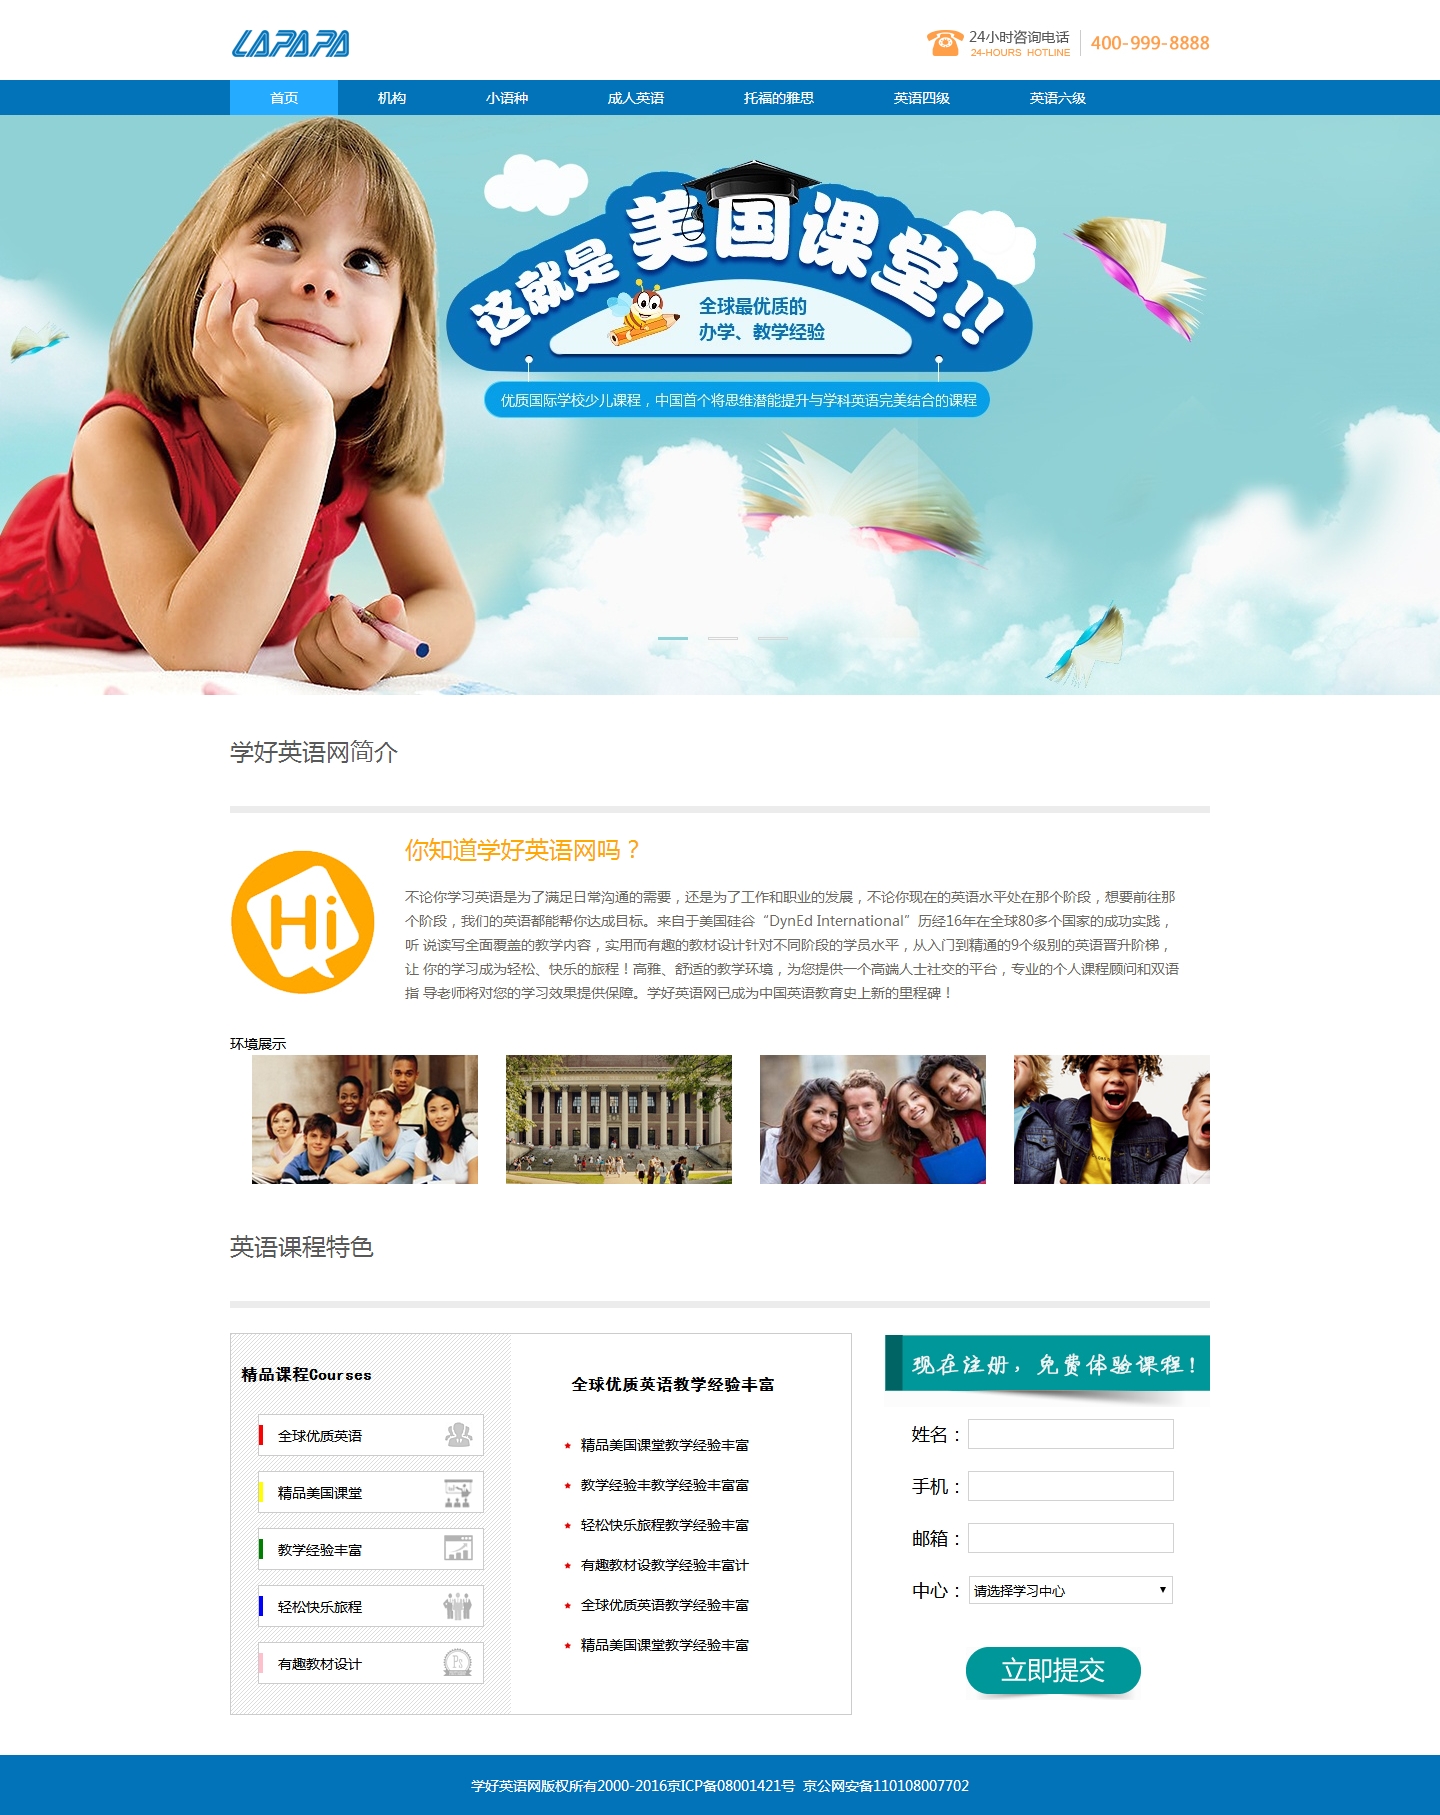 LAPAPA
24小时咨询电话
24-HOURS HOTLINE
400-999-8888
首页 机构 小语种 成人英语 托福的雅思 英语四级 英语六级
这就是美国课堂!!
全球最优质的
办学、教学经验
优质国际学校少儿课程，中国首个将思维潜能提升与学科英语完美结合的课程
学好英语网简介
Hi
你知道学好英语网吗？
不论你学习英语是为了满足日常沟通的需要，还是为了工作和职业的发展，不论你现在的英语水平处在那个阶段，想要前往那
个阶段，我们的英语都能帮你达成目标。来自于美国硅谷“DynEd International”历经16年在全球80多个国家的成功实践，
听 说读写全面覆盖的教学内容，实用而有趣的教材设计针对不同阶段的学员水平，从入门到精通的9个级别的英语晋升阶梯，
让 你的学习成为轻松、快乐的旅程！高雅、舒适的教学环境，为您提供一个高端人士社交的平台，专业的个人课程顾问和双语
指 导老师将对您的学习效果提供保障。学好英语网已成为中国英语教育史上新的里程碑！
环境展示
英语课程特色
精品课程Courses
全球优质英语
精品美国课堂
教学经验丰富
轻松快乐旅程
有趣教材设计
Ps
全球优质英语教学经验丰富
精品美国课堂教学经验丰富
教学经验丰教学经验丰富富
轻松快乐旅程教学经验丰富
有趣教材设教学经验丰富计
全球优质英语教学经验丰富
精品美国课堂教学经验丰富
现在注册，免费体验课程！
姓名：
手机：
邮箱：
中心： 请选择学习中心
立即提交
学好英语网版权所有2000-2016京ICP备08001421号 京公网安备110108007702